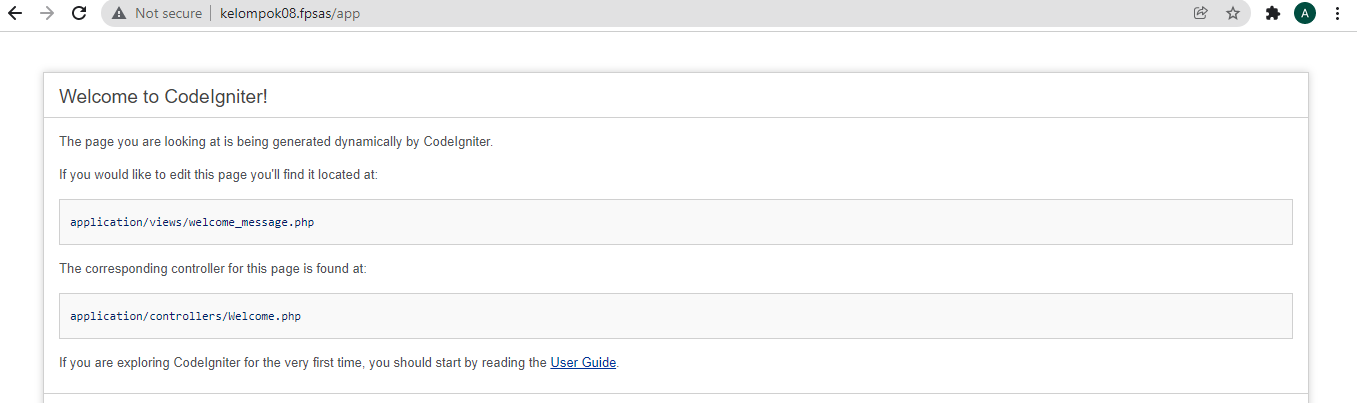 Not secure | kelompok08.fpsas/app
A
Welcome to CodeIgniter!
The page you are looking at is being generated dynamically by CodeIgniter.
If you would like to edit this page you'll find it located at:
application/views/welcome_message.php
The corresponding controller for this page is found at:
application/controllers/Welcome.php
If you are exploring CodeIgniter for the very first time, you should start by reading the User Guide.